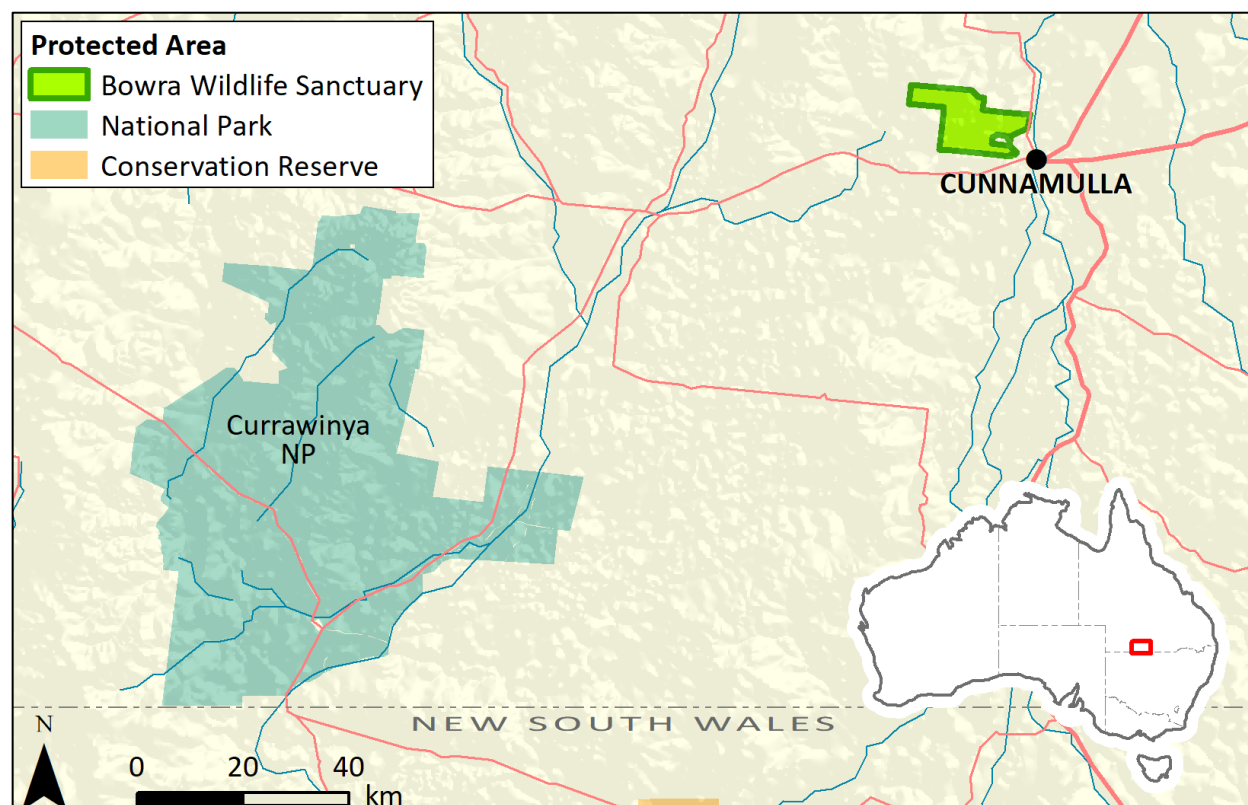 Protected Area
Bowra Wildlife Sanctuary
National Park
Conservation Reserve
CUNNAMULLA
Currawinya
NP
NEW SOUTH WALES
N
0 20 40
km